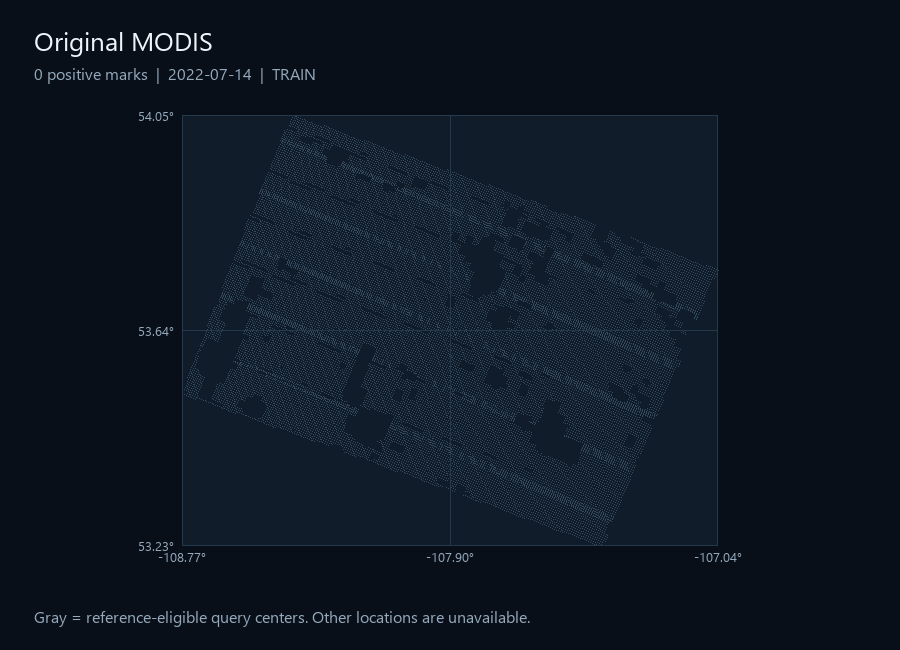 Original MODIS
0 positive marks | 2022-07-14 | TRAIN
54.05°
53.64°
53.23°
-108.77°
-107.90°
-107.04°
Gray = reference-eligible query centers. Other locations are unavailable.